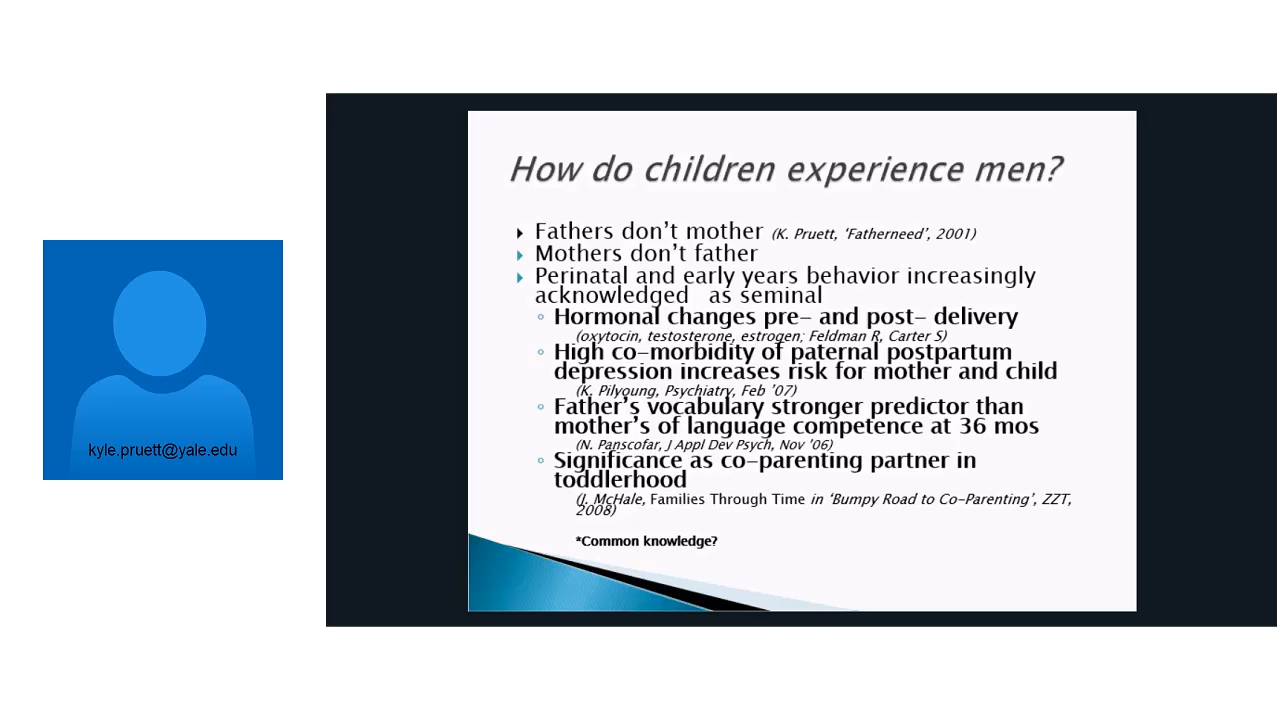 How do children experience men?
Fathers don't mother (K. Pruett, 'Fatherneed', 2001)
Mothers don't father
Perinatal and early years behavior increasingly
acknowledged as seminal
Hormonal changes pre- and post- delivery
(oxytocin, testosterone, estrogen; Feldman R, Carter S)
High co-morbidity of paternal postpartum
depression increases risk for mother and child
(K. Pilyoung, Psychiatry, Feb '07)
Father's vocabulary stronger predictor than
mother's of language competence at 36 mos
(N. Panscofar, J Appl Dev Psych, Nov '06)
Significance as co-parenting partner in
toddlerhood
(J. McHale, Families Through Time in 'Bumpy Road to Co-Parenting', ZZT,
2008)
*Common knowledge?
kyle.pruett@yale.edu